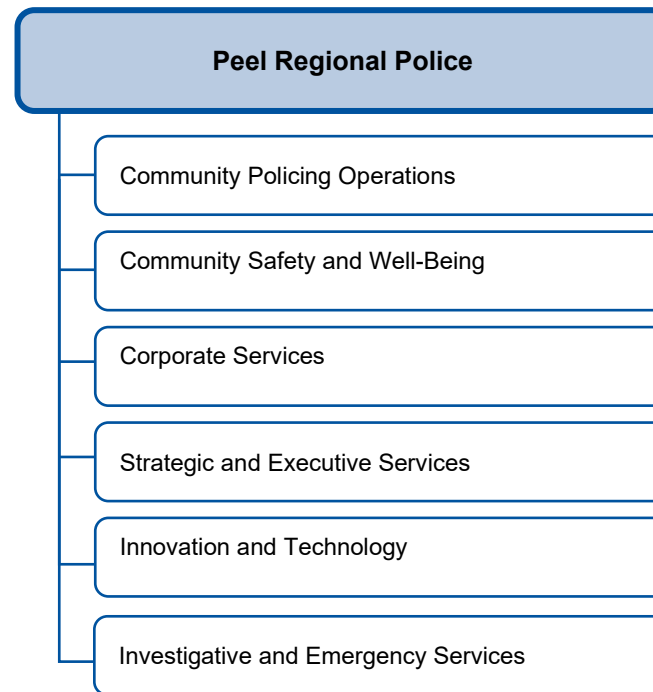 Peel Regional Police
Community Policing Operations
Community Safety and Well-Being
Corporate Services
Strategic and Executive Services
Innovation and Technology
Investigative and Emergency Services